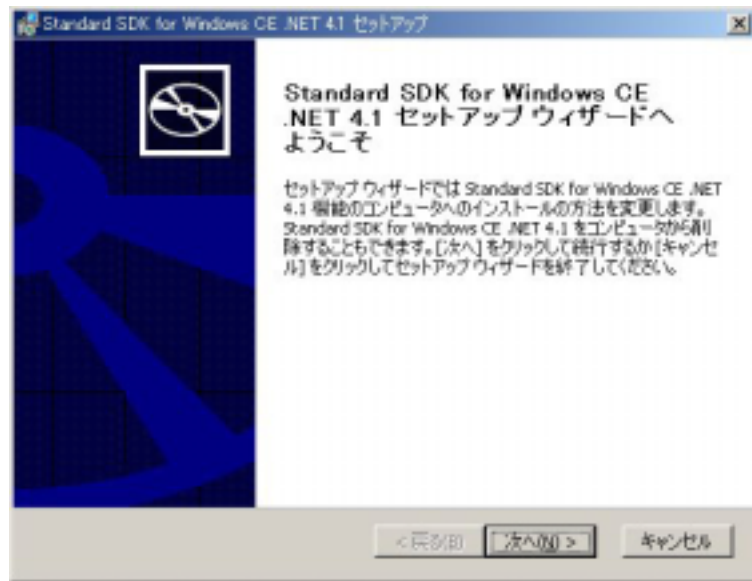 Standard SDK for Windows CE .NET 4.1 セットアップ
Standard SDK for Windows CE
.NET 4.1 セットアップ ウィザードへ
ようこそ
セットアップ ウィザードでは Standard SDK for Windows CE .NET
4.1 機能のコンピュータへのインストールの方法を変更します。
Standard SDK for Windows CE .NET 4.1 をコンピュータから削
除することもできます。[次へ] をクリックして続行するか [キャンセ
ル] をクリックしてセットアップ ウィザードを終了してください。
< 戻る(B)
次へ(N) >
キャンセル